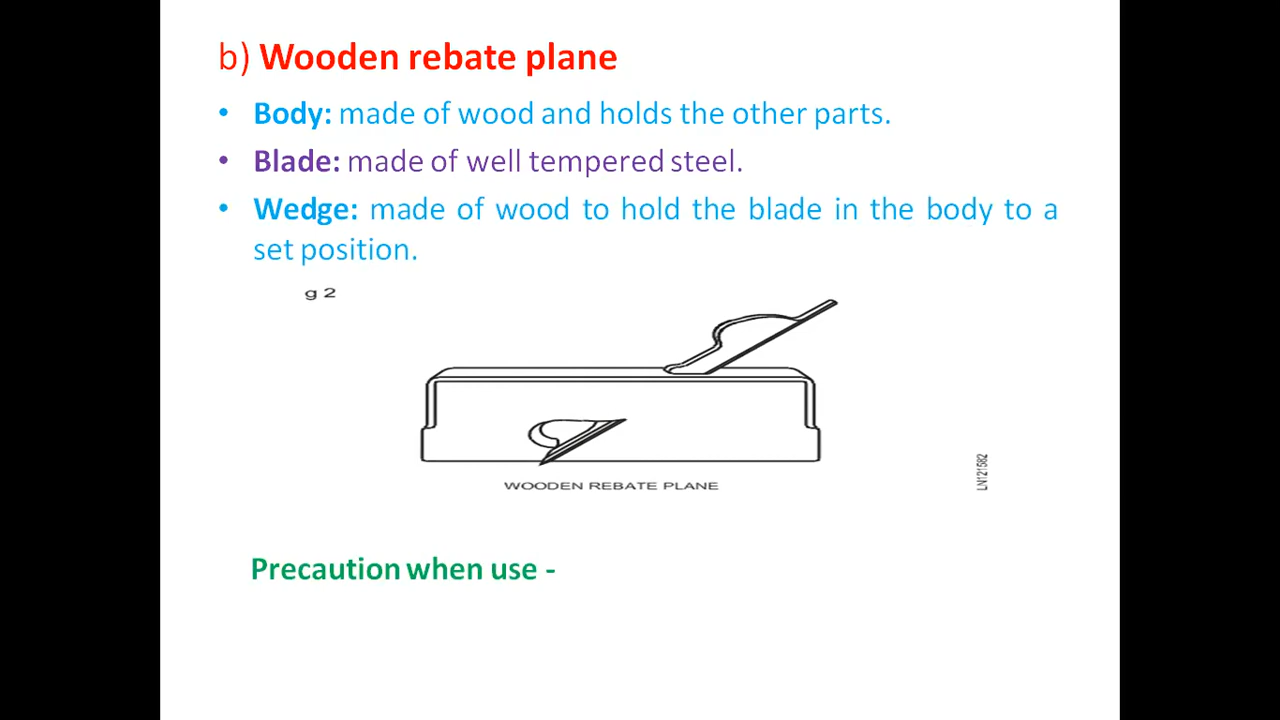 b) Wooden rebate plane
• Body: made of wood and holds the other parts.
• Blade: made of well tempered steel.
• Wedge: made of wood to hold the blade in the body to a
set position.
g 2
WOODEN REBATE PLANE
LN121582
Precaution when use -